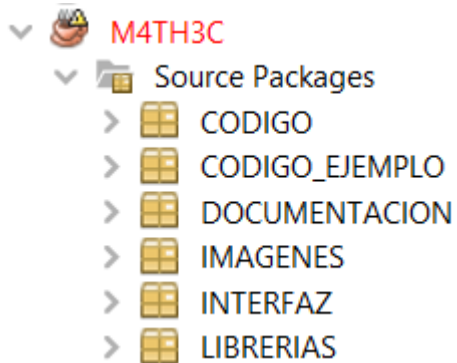 M4TH3C
Source Packages
CODIGO
CODIGO_EJEMPLO
DOCUMENTACION
IMAGENES
INTERFAZ
LIBRERIAS